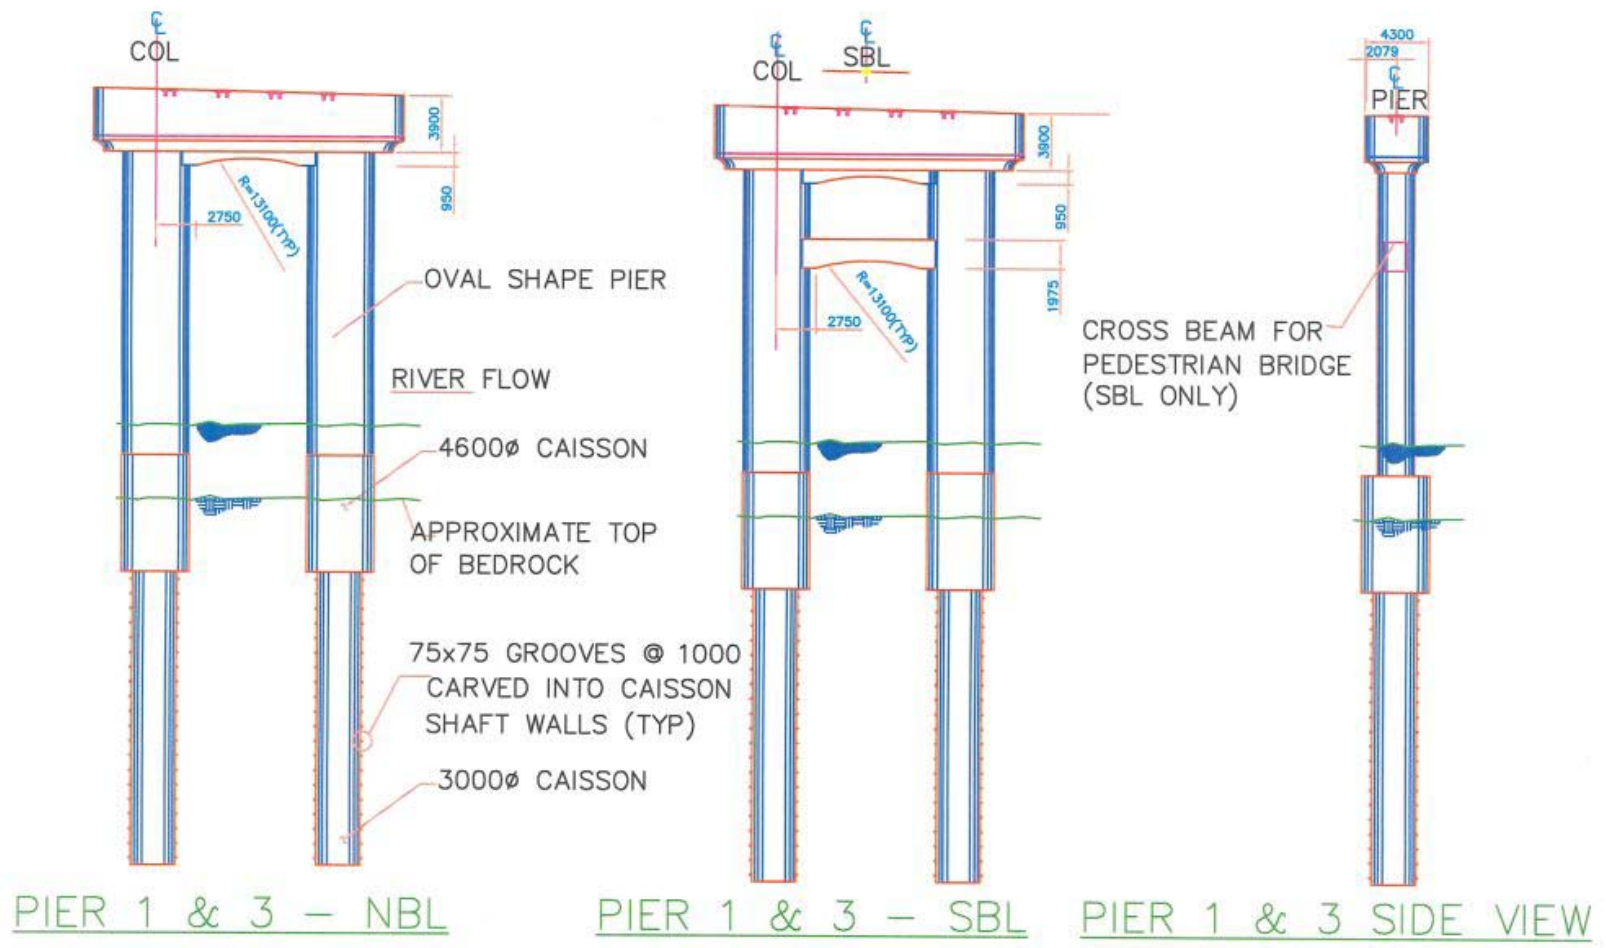 ℄
COL
3900
950
2750
R=13100(TYP)
OVAL SHAPE PIER
RIVER FLOW
4600ø CAISSON
APPROXIMATE TOP
OF BEDROCK
75x75 GROOVES @ 1000
CARVED INTO CAISSON
SHAFT WALLS (TYP)
3000ø CAISSON
PIER 1 & 3 – NBL
℄
COL
℄
SBL
3900
950
1975
2750
R=13100(TYP)
PIER 1 & 3 – SBL
4300
2079
℄
PIER
CROSS BEAM FOR
PEDESTRIAN BRIDGE
(SBL ONLY)
PIER 1 & 3 SIDE VIEW